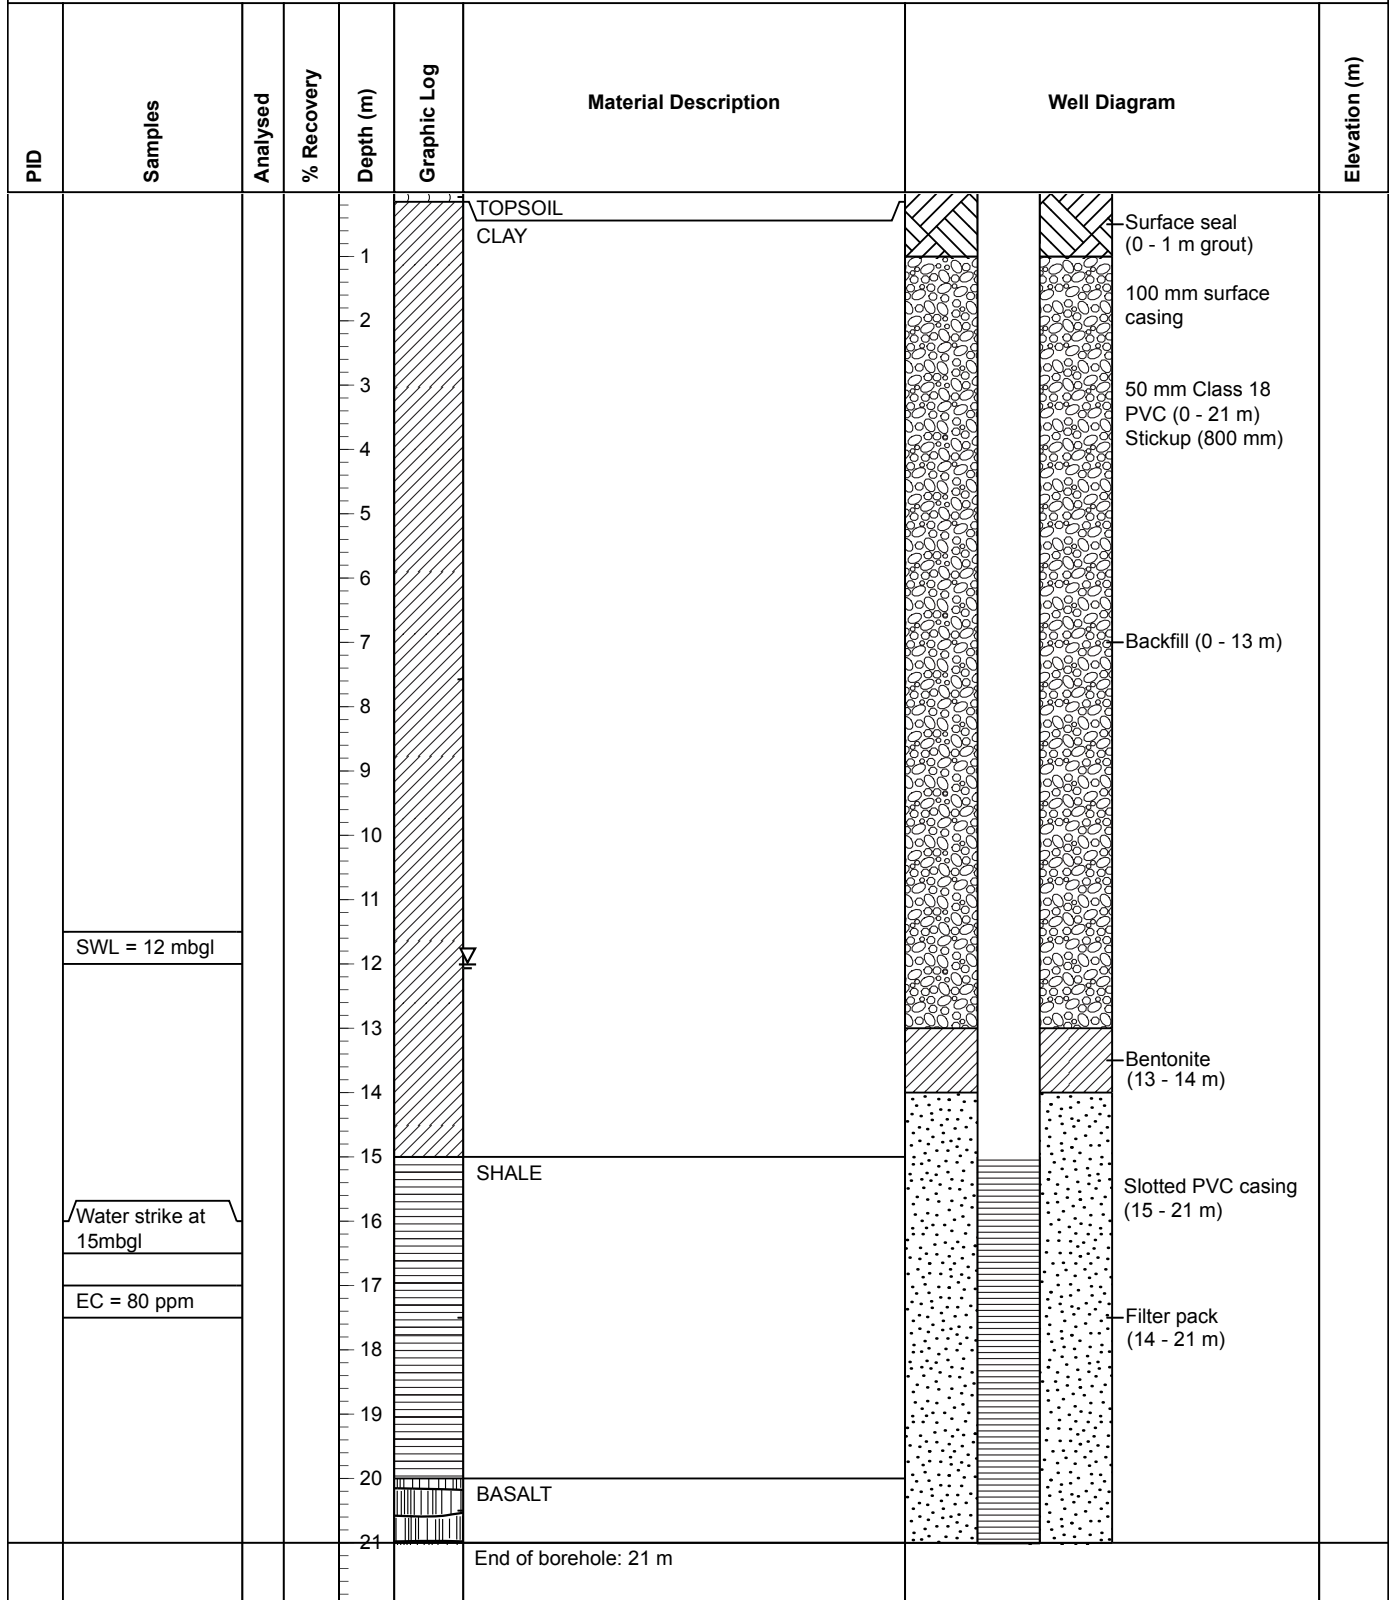 PID
Samples
Analysed
% Recovery
Depth (m)
Graphic Log
Material Description
Well Diagram
Elevation (m)
TOPSOIL
CLAY
Surface seal
(0 - 1 m grout)
1
100 mm surface
casing
2
3
50 mm Class 18
PVC (0 - 21 m)
Stickup (800 mm)
4
5
6
7
Backfill (0 - 13 m)
8
9
10
11
SWL = 12 mbgl
12
13
Bentonite
(13 - 14 m)
14
15
SHALE
Slotted PVC casing
(15 - 21 m)
Water strike at
15mbgl
16
17
EC = 80 ppm
Filter pack
(14 - 21 m)
18
19
20
BASALT
21
End of borehole: 21 m